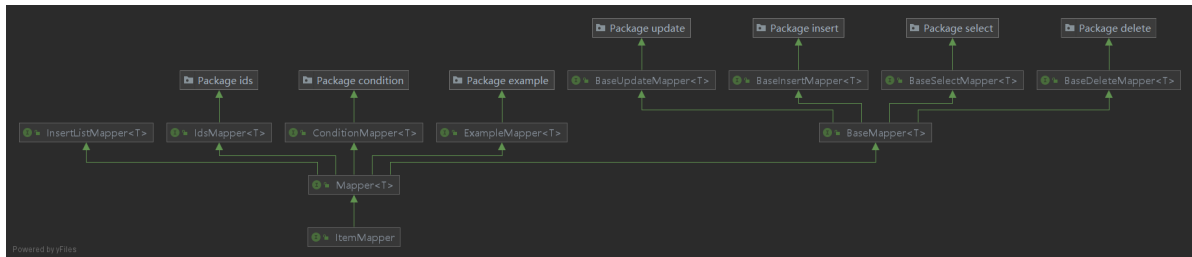 Package update
Package insert
Package select
Package delete
Package ids
Package condition
Package example
BaseUpdateMapper<T>
BaseInsertMapper<T>
BaseSelectMapper<T>
BaseDeleteMapper<T>
InsertListMapper<T>
IdsMapper<T>
ConditionMapper<T>
ExampleMapper<T>
BaseMapper<T>
Mapper<T>
ItemMapper
Powered by yFiles